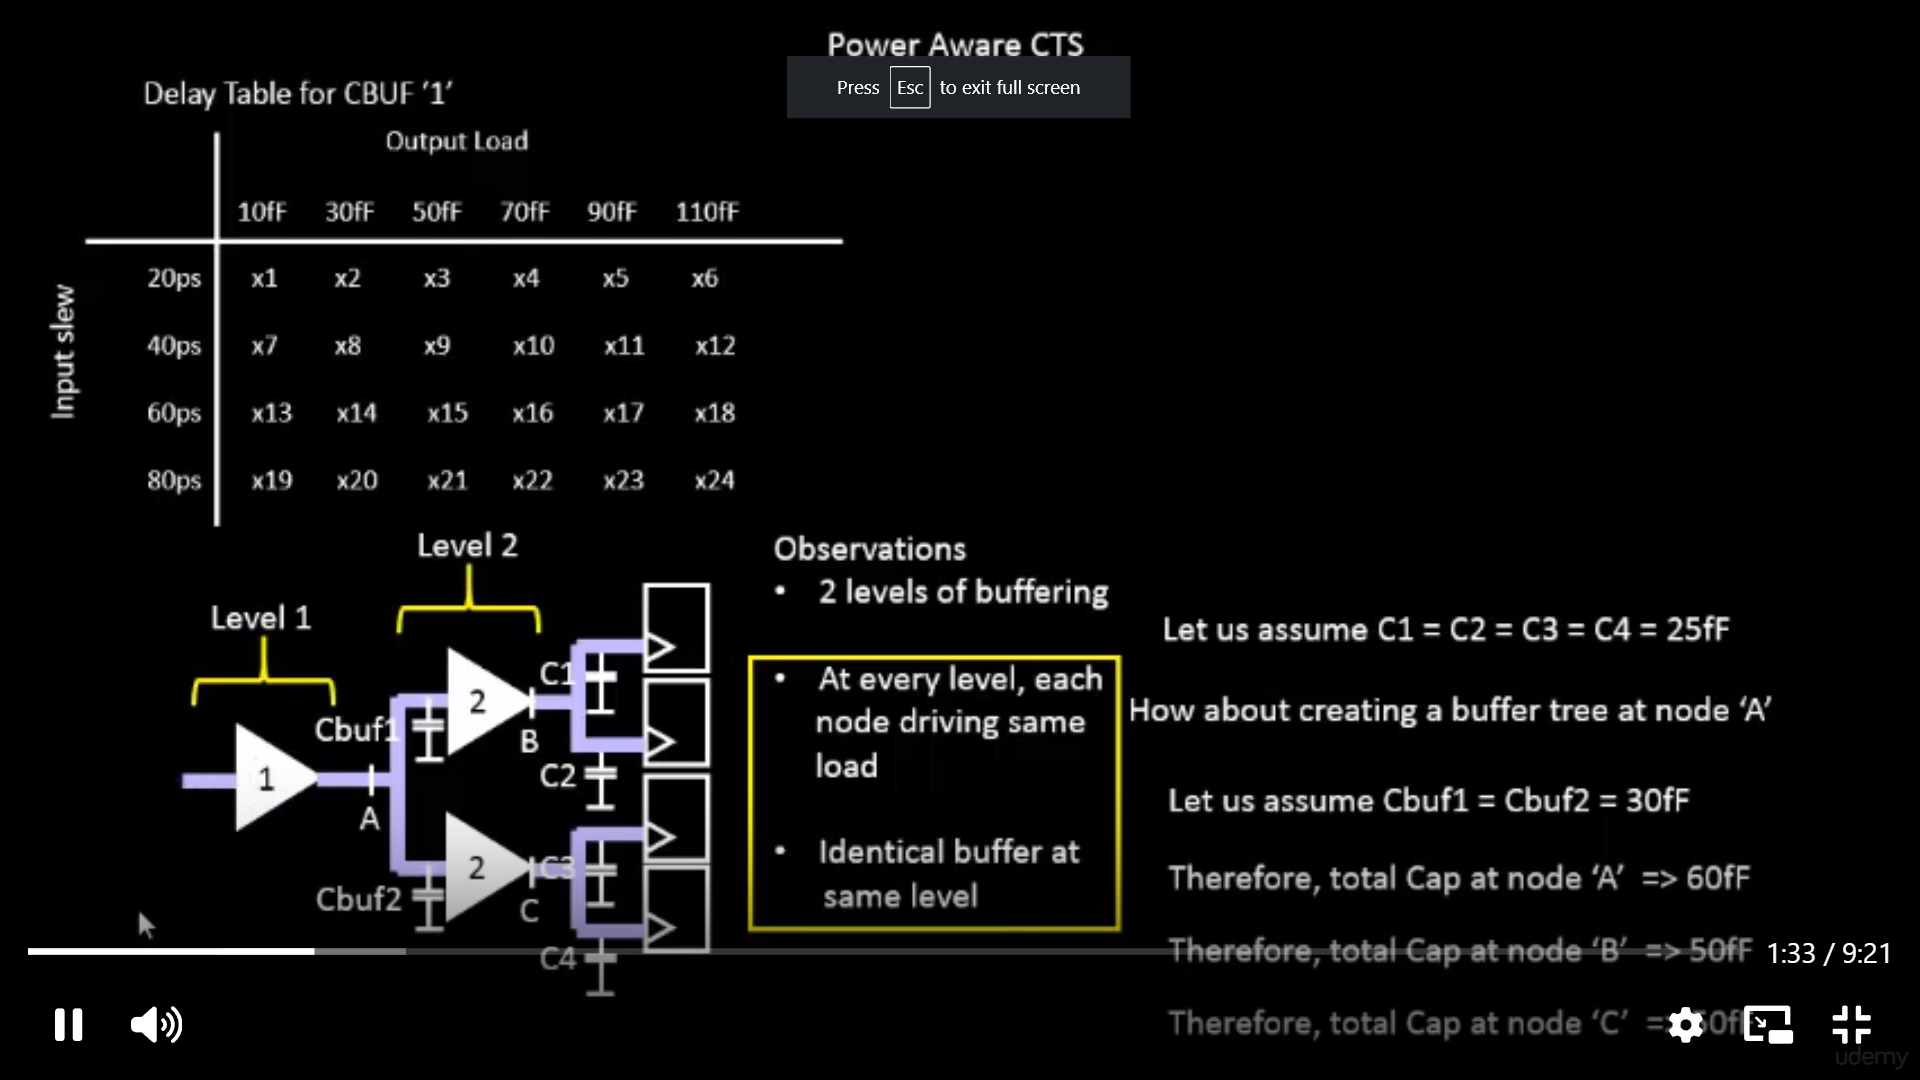 Power Aware CTS
Press Esc to exit full screen
Delay Table for CBUF ‘1’
Output Load
10fF 30fF 50fF 70fF 90fF 110fF
Input slew
20ps x1 x2 x3 x4 x5 x6
40ps x7 x8 x9 x10 x11 x12
60ps x13 x14 x15 x16 x17 x18
80ps x19 x20 x21 x22 x23 x24
Level 2
Level 1
Cbuf1
1
A
2
B
C1
C2
Cbuf2
2
C
C3
C4
Observations
• 2 levels of buffering
• At every level, each
node driving same
load
• Identical buffer at
same level
Let us assume C1 = C2 = C3 = C4 = 25fF
How about creating a buffer tree at node ‘A’
Let us assume Cbuf1 = Cbuf2 = 30fF
Therefore, total Cap at node ‘A’ => 60fF
Therefore, total Cap at node ‘B’ => 50fF
Therefore, total Cap at node ‘C’
1:33 / 9:21
udemy